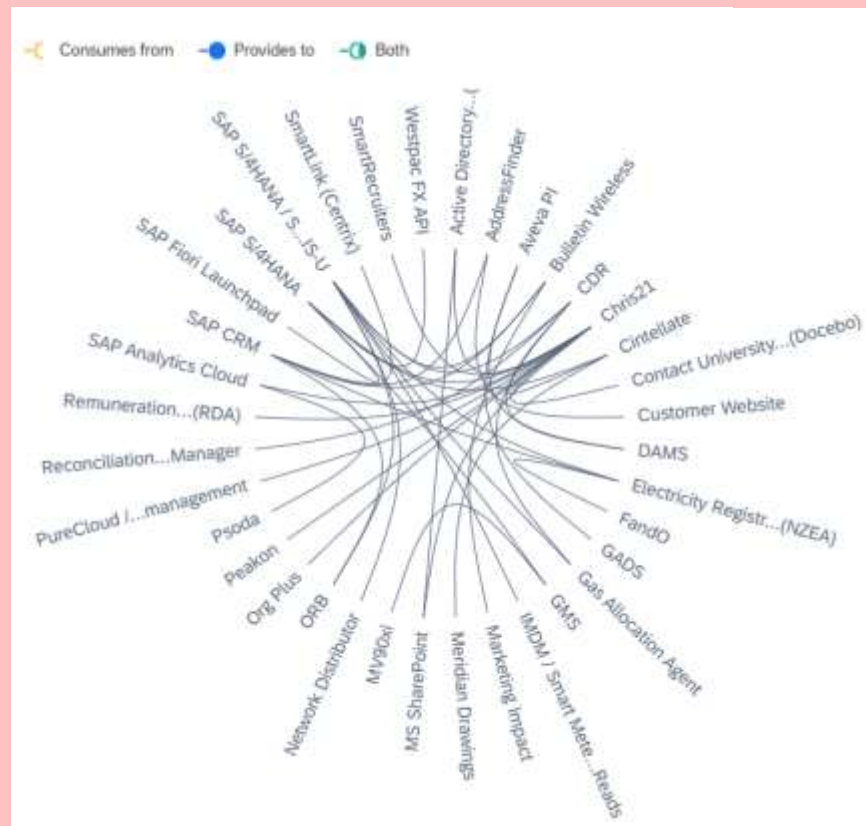 Consumes from
Provides to
Both
Westpac FX API
Active Directory...(
AddressFinder
Aveva PI
Bulletin Wireless
CDR
Chris21
Cintellate
Contact University...(Docebo)
Customer Website
DAMS
Electricity Registr...(NZEA)
FandO
GADS
Gas Allocation Agent
GMS
IMDM / Smart Mete...Reads
Marketing Impact
Meridian Drawings
MS SharePoint
MV90xi
Network Distributor
ORB
Org Plus
Peakon
Psoda
PureCloud /...management
Reconciliation...Manager
Remuneration...(RDA)
SAP Analytics Cloud
SAP CRM
SAP Fiori Launchpad
SAP S/4HANA
SAP S/4HANA / S...IS-U
SmartLink (Centrix)
SmartRecruiters